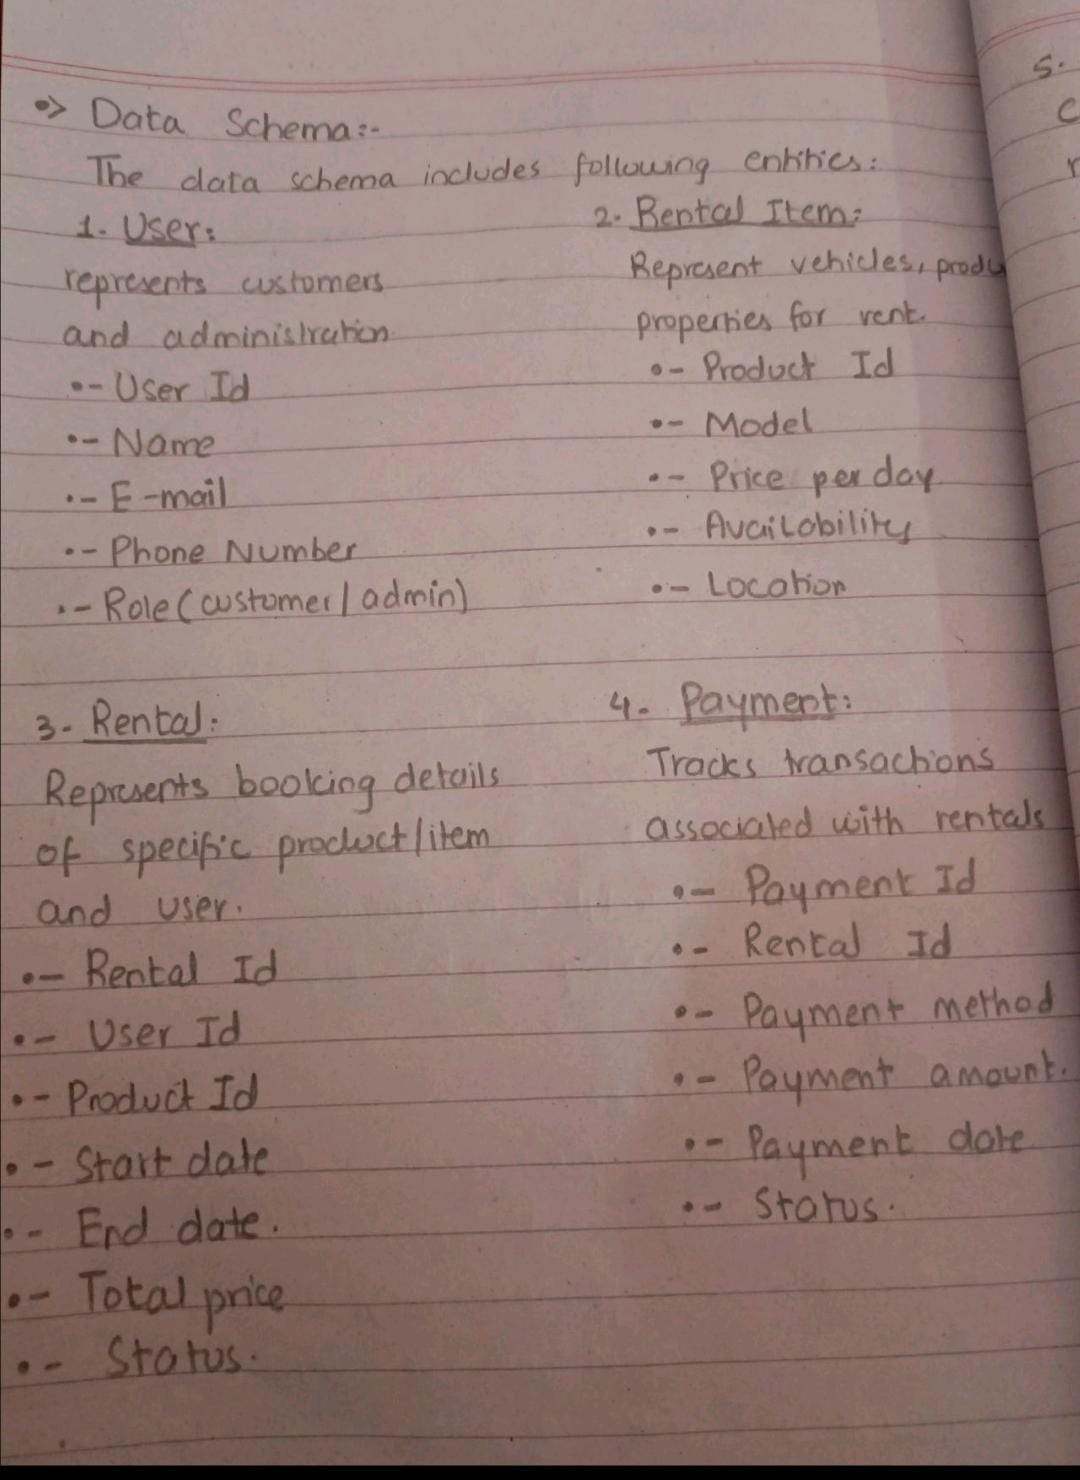 •> Data Schema:-
The data schema includes following entities:
1. User:
represents customers
and administration
•- User Id
•- Name
•- E-mail
•- Phone Number
•- Role (customer/admin)
2. Rental Item:
Represent vehicles, produ
properties for rent.
•- Product Id
•- Model
•- Price per day
•- Availability
•- Location
3- Rental:
Represents booking details
of specific product/item
and user.
•- Rental Id
•- User Id
•- Product Id
•- Start date
•- End date.
•- Total price
•- Status.
4- Payment:
Tracks transactions
associated with rentals
•- Payment Id
•- Rental Id
•- Payment method
•- Payment amount.
•- Payment date
•- Status.
5.